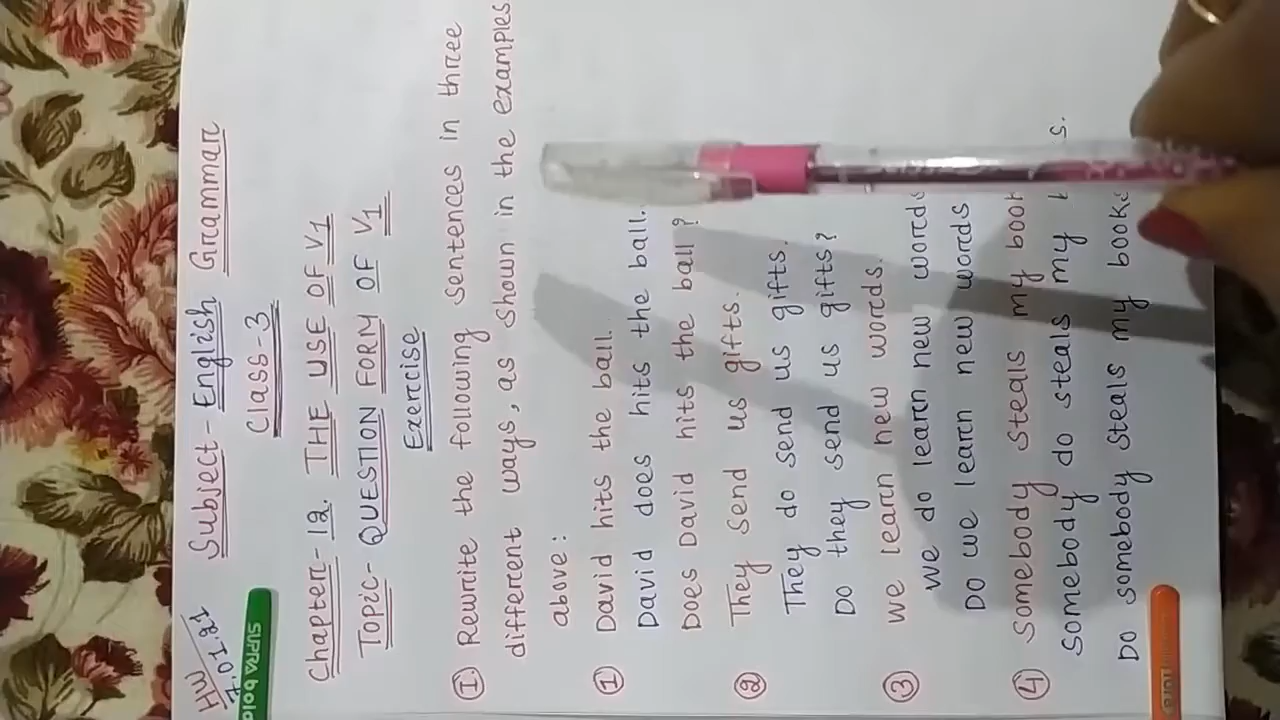 HW
7.01.21
Subject-English Grammar
Class-3
Chapter-12. THE USE OF V1
Topic- QUESTION FORM OF V1
Exercise
I Rewrite the following sentences in three
different ways, as shown in the examples
above:
1 David hits the ball.
David does hits the ball.
Does David hits the ball?
2 They send us gifts.
They do send us gifts.
Do they send us gifts?
3 We learn new words.
We do learn new words
Do we learn new words
4 Somebody steals my
Somebody do steals my
Do somebody steals my
SUPRA